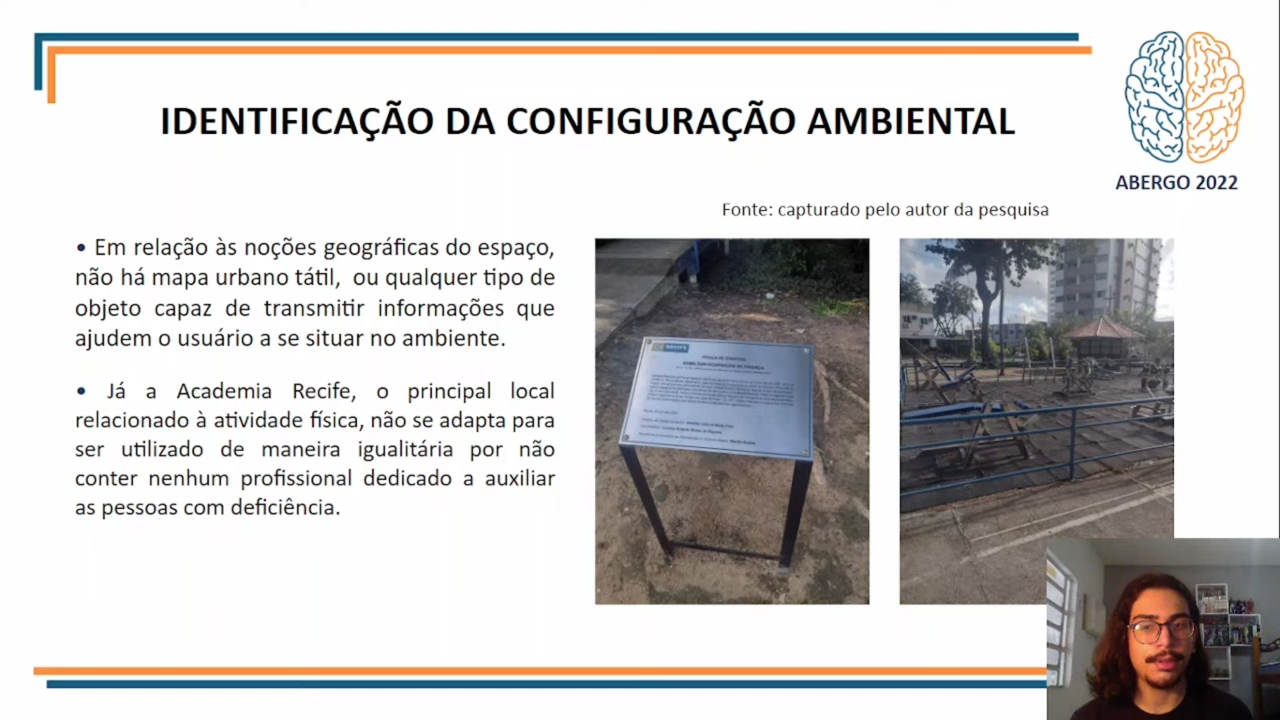 IDENTIFICAÇÃO DA CONFIGURAÇÃO AMBIENTAL
ABERGO 2022
Fonte: capturado pelo autor da pesquisa
• Em relação às noções geográficas do espaço,
não há mapa urbano tátil, ou qualquer tipo de
objeto capaz de transmitir informações que
ajudem o usuário a se situar no ambiente.
• Já a Academia Recife, o principal local
relacionado à atividade física, não se adapta para
ser utilizado de maneira igualitária por não
conter nenhum profissional dedicado a auxiliar
as pessoas com deficiência.
RECIFE